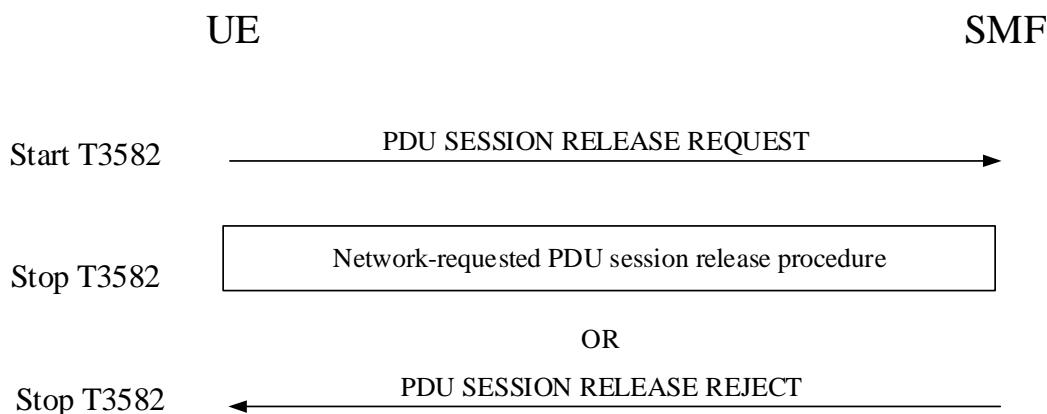 UE
SMF
Start T3582
PDU SESSION RELEASE REQUEST
Stop T3582
Network-requested PDU session release procedure
OR
Stop T3582
PDU SESSION RELEASE REJECT